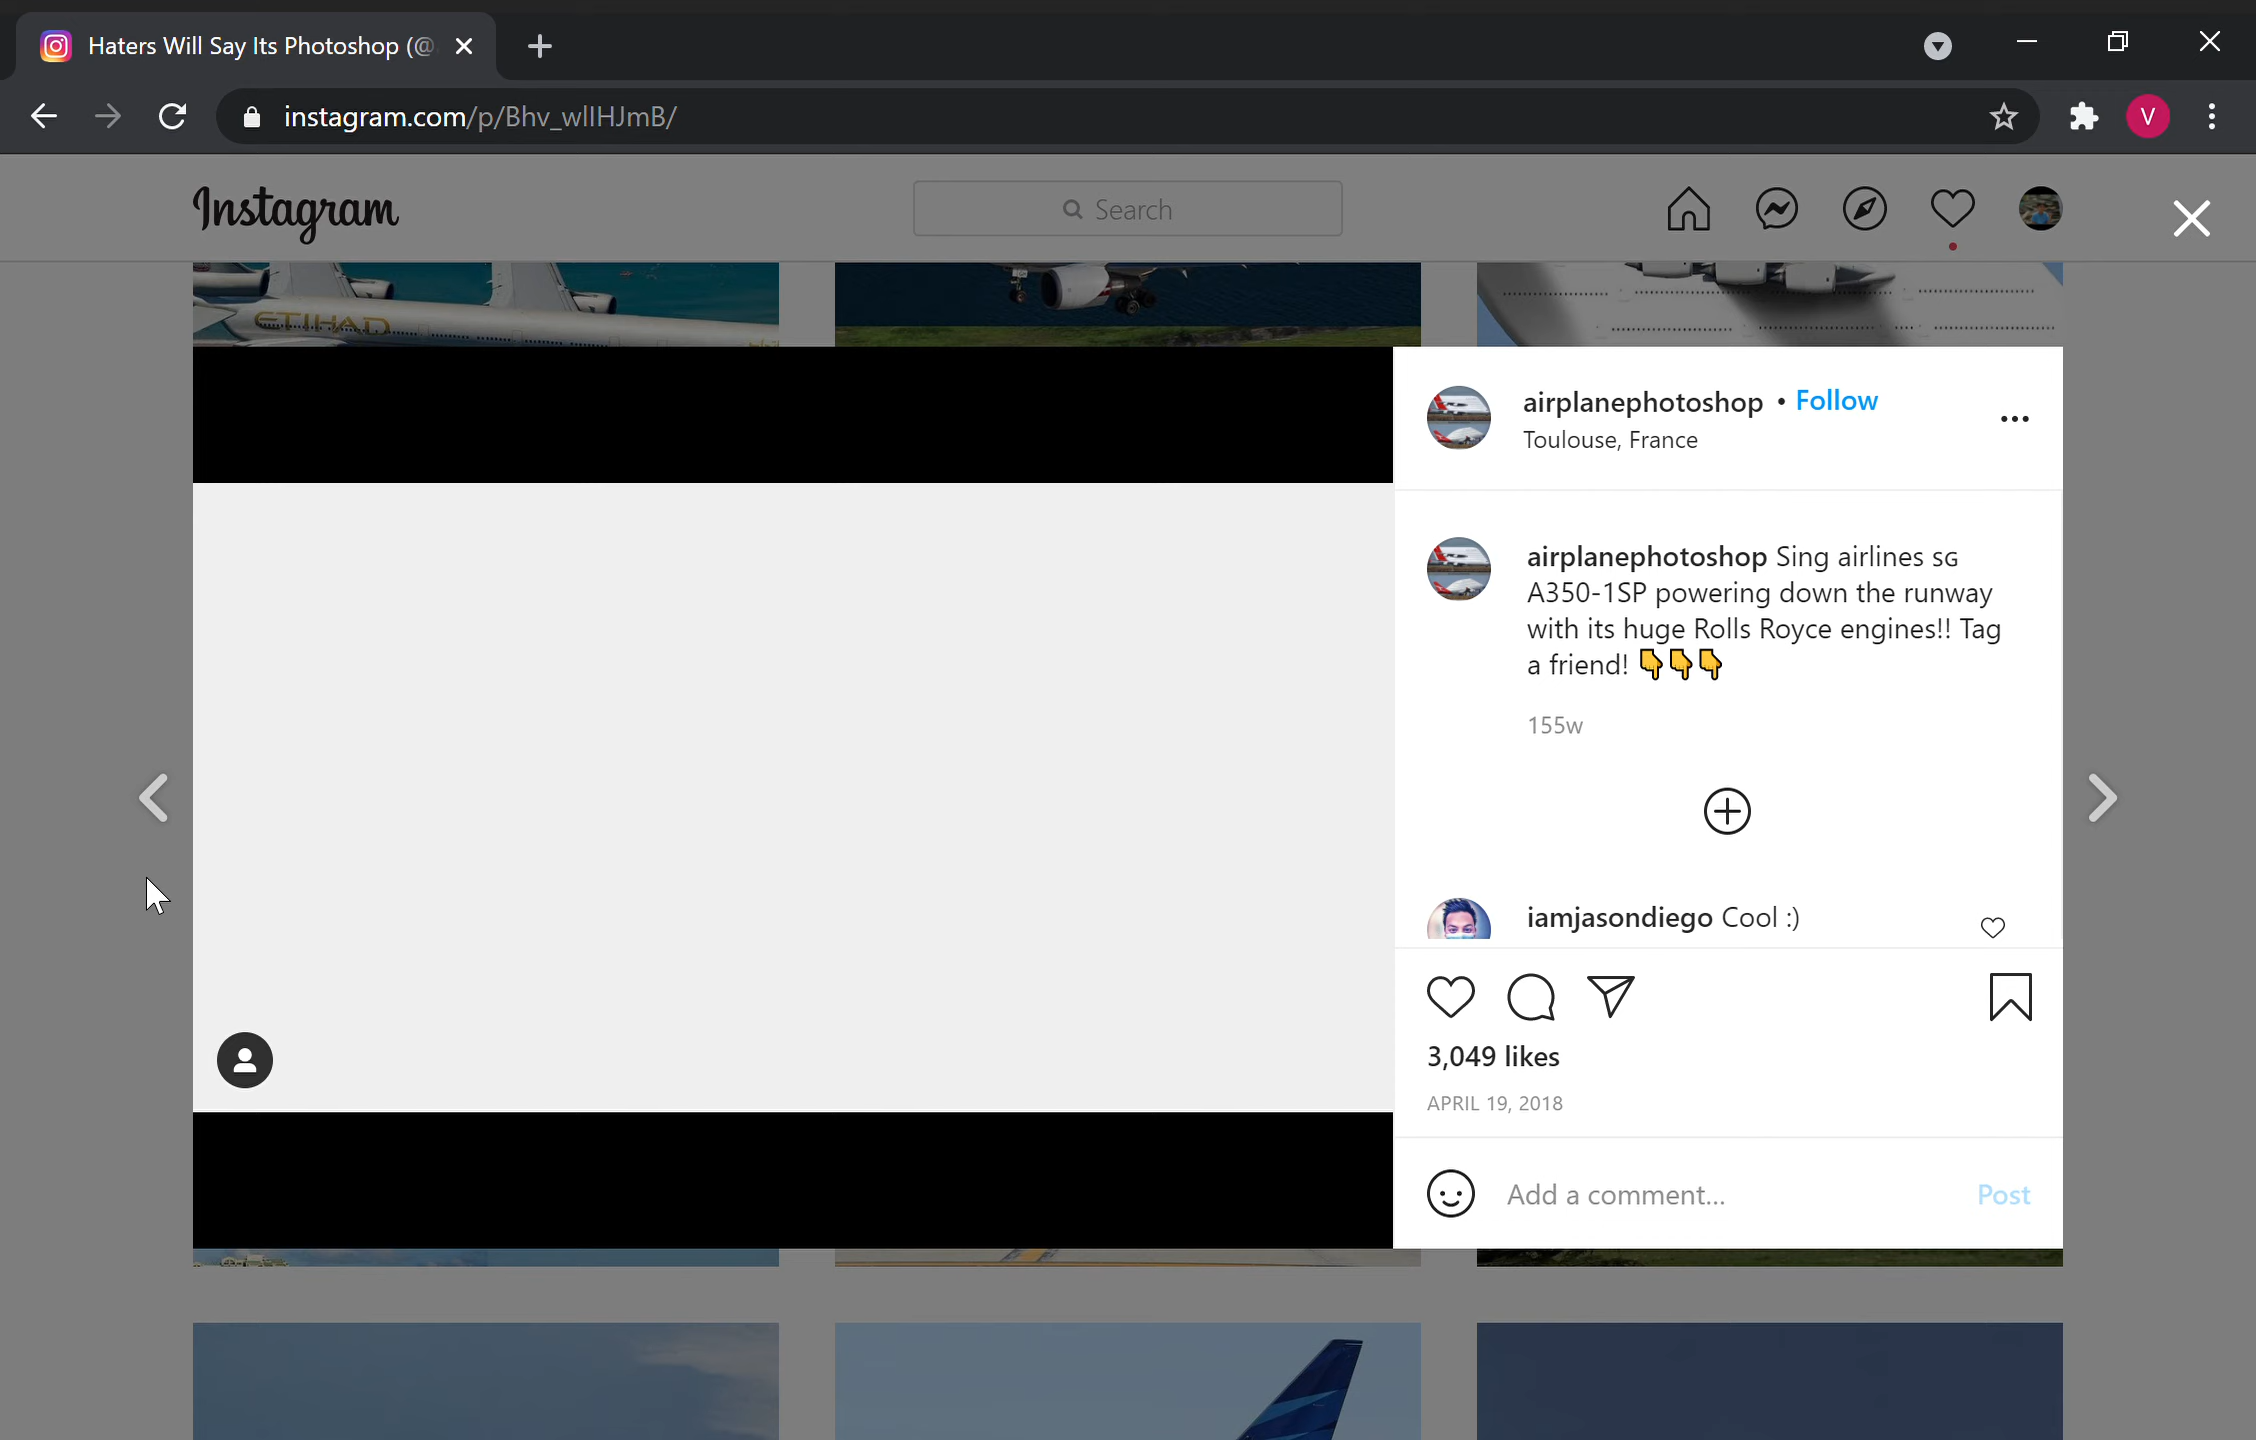 Haters Will Say Its Photoshop (@
instagram.com/p/Bhv_wlIHJmB/
V
Instagram
Search
ETIHAD
airplanephotoshop • Follow
Toulouse, France
airplanephotoshop Sing airlines sG
A350-1SP powering down the runway
with its huge Rolls Royce engines!! Tag
a friend! 👇👇👇
155w
iamjasondiego Cool :)
3,049 likes
APRIL 19, 2018
Add a comment...
Post